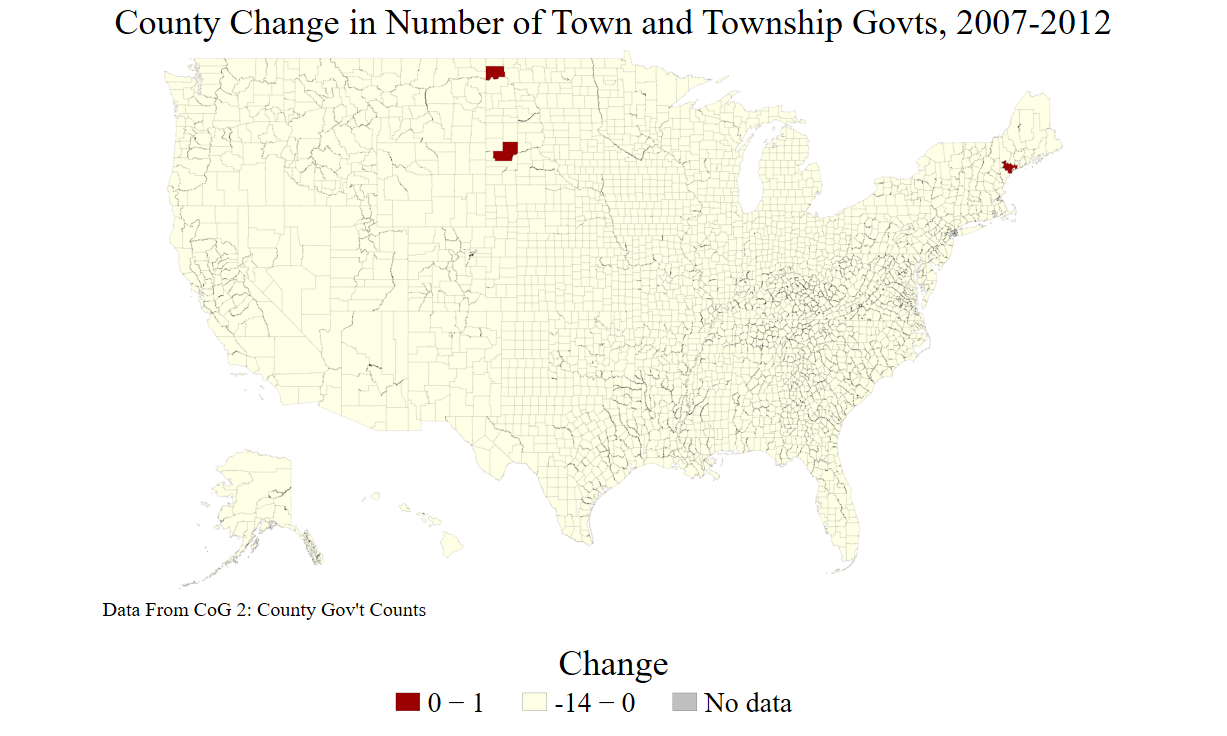 County Change in Number of Town and Township Govts, 2007-2012
Data From CoG 2: County Gov't Counts
Change
0 − 1 -14 − 0 No data